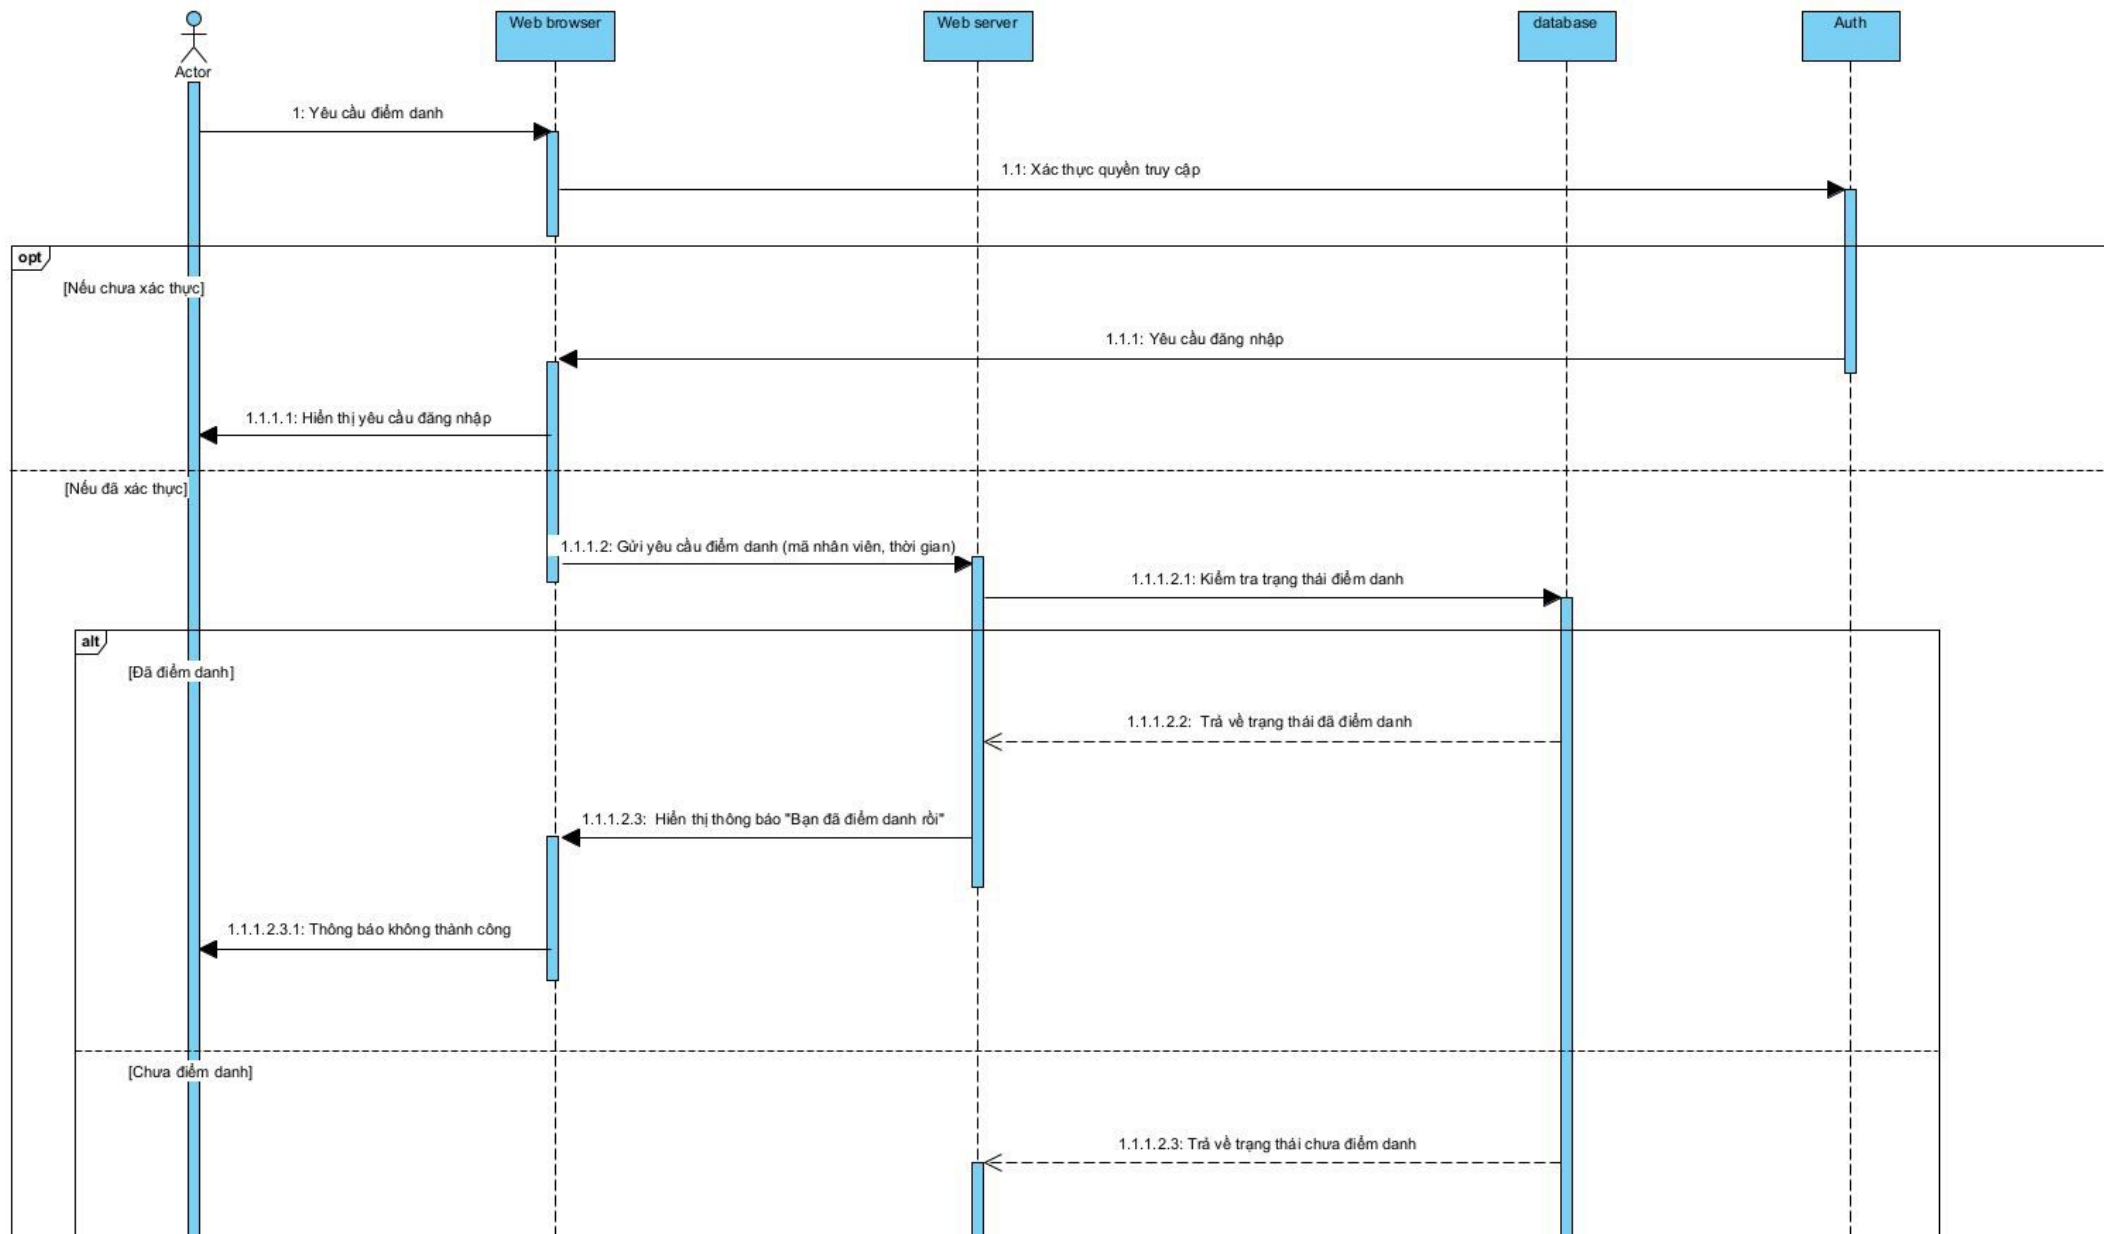 Actor
Web browser
Web server
database
Auth
1: Yêu cầu điểm danh
1.1: Xác thực quyền truy cập
opt
[Nếu chưa xác thực]
1.1.1: Yêu cầu đăng nhập
1.1.1.1: Hiển thị yêu cầu đăng nhập
[Nếu đã xác thực]
1.1.1.2: Gửi yêu cầu điểm danh (mã nhân viên, thời gian)
1.1.1.2.1: Kiểm tra trạng thái điểm danh
alt
[Đã điểm danh]
1.1.1.2.2: Trả về trạng thái đã điểm danh
1.1.1.2.3: Hiển thị thông báo "Bạn đã điểm danh rồi"
1.1.1.2.3.1: Thông báo không thành công
[Chưa điểm danh]
1.1.1.2.3: Trả về trạng thái chưa điểm danh